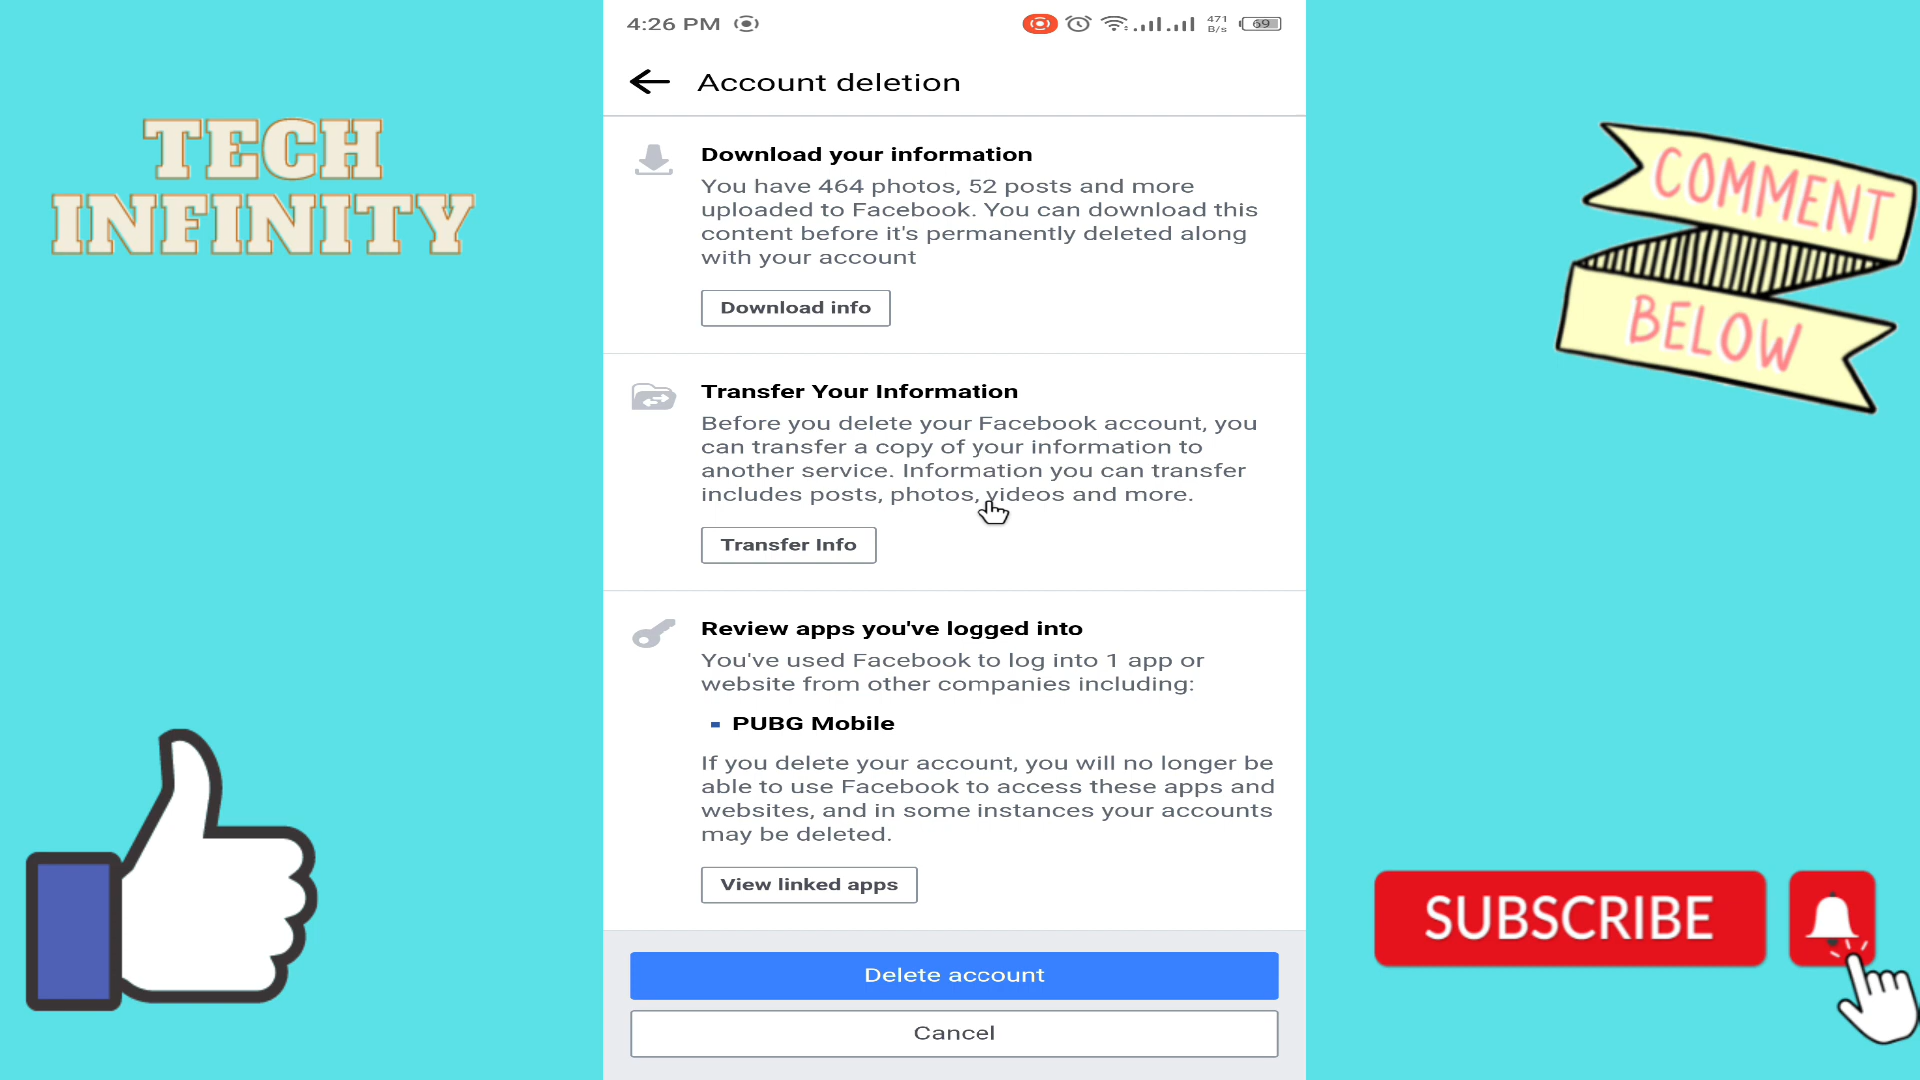 4:26 PM
471
B/s
69
Account deletion
TECH
INFINITY
COMMENT
BELOW
Download your information
You have 464 photos, 52 posts and more
uploaded to Facebook. You can download this
content before it's permanently deleted along
with your account
Download info
Transfer Your Information
Before you delete your Facebook account, you
can transfer a copy of your information to
another service. Information you can transfer
includes posts, photos, videos and more.
Transfer Info
Review apps you've logged into
You've used Facebook to log into 1 app or
website from other companies including:
PUBG Mobile
If you delete your account, you will no longer be
able to use Facebook to access these apps and
websites, and in some instances your accounts
may be deleted.
View linked apps
SUBSCRIBE
Delete account
Cancel